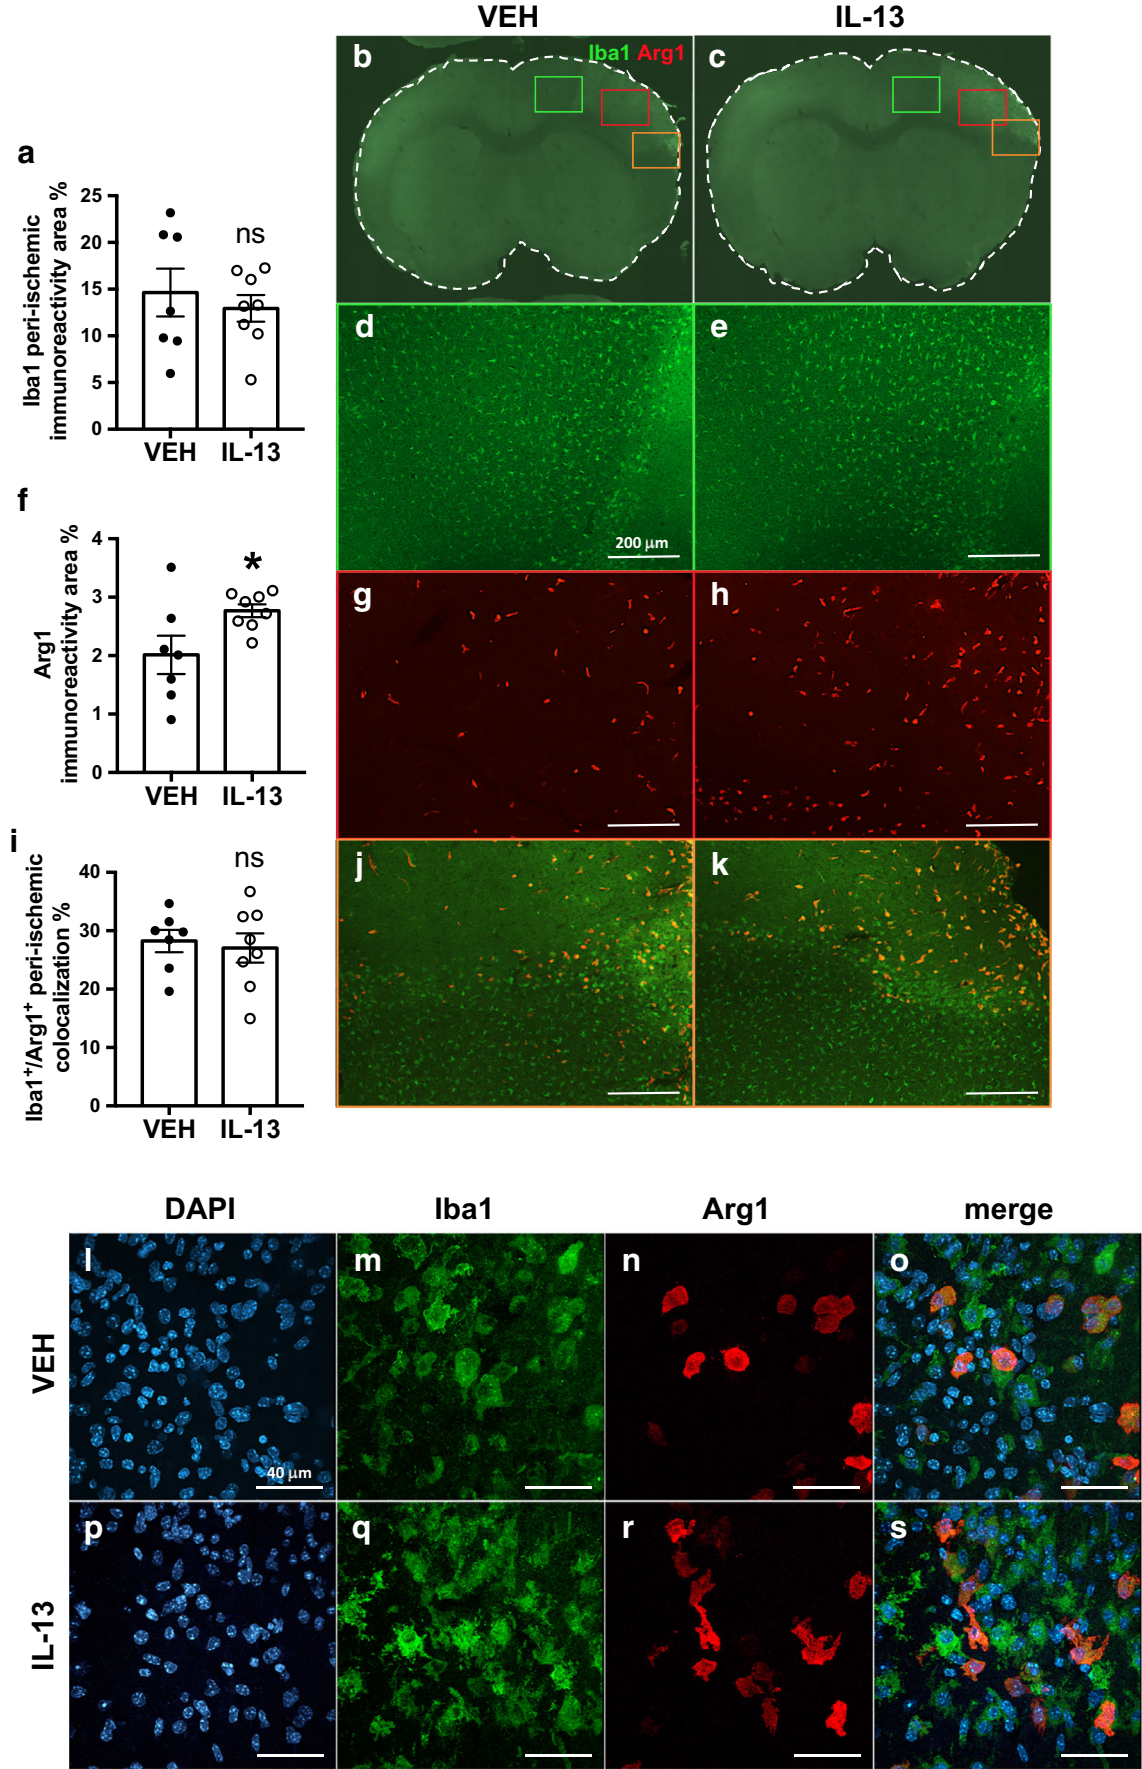 VEH IL-13
b Iba1 Arg1 c
a
Iba1 peri-ischemic
immunoreactivity area %
25
20
15
10
5
0
ns
VEH IL-13
d e
200 μm
f
Arg1
immunoreactivity area %
4
3
2
1
0
*
VEH IL-13
g h
i
Iba1+/Arg1+ peri-ischemic
colocalization %
40
30
20
10
0
ns
VEH IL-13
j k
DAPI Iba1 Arg1 merge
VEH
l m n o
40 μm
IL-13
p q r s